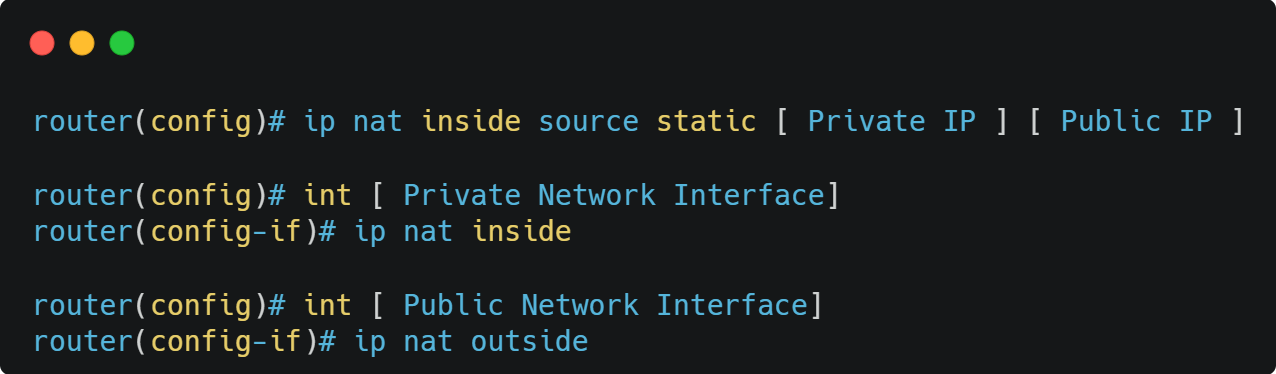 router(config)# ip nat inside source static [ Private IP ] [ Public IP ]
router(config)# int [ Private Network Interface]
router(config-if)# ip nat inside
router(config)# int [ Public Network Interface]
router(config-if)# ip nat outside